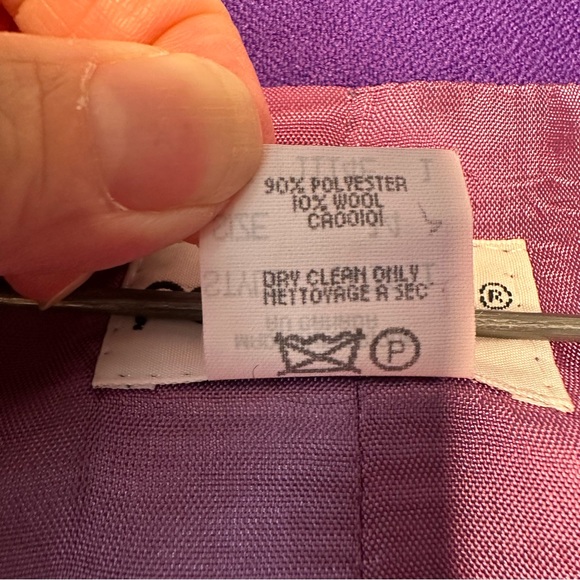 90% POLYESTER
10% WOOL
CA00101
DRY CLEAN ONLY
NETTOYAGE A SEC
P
®